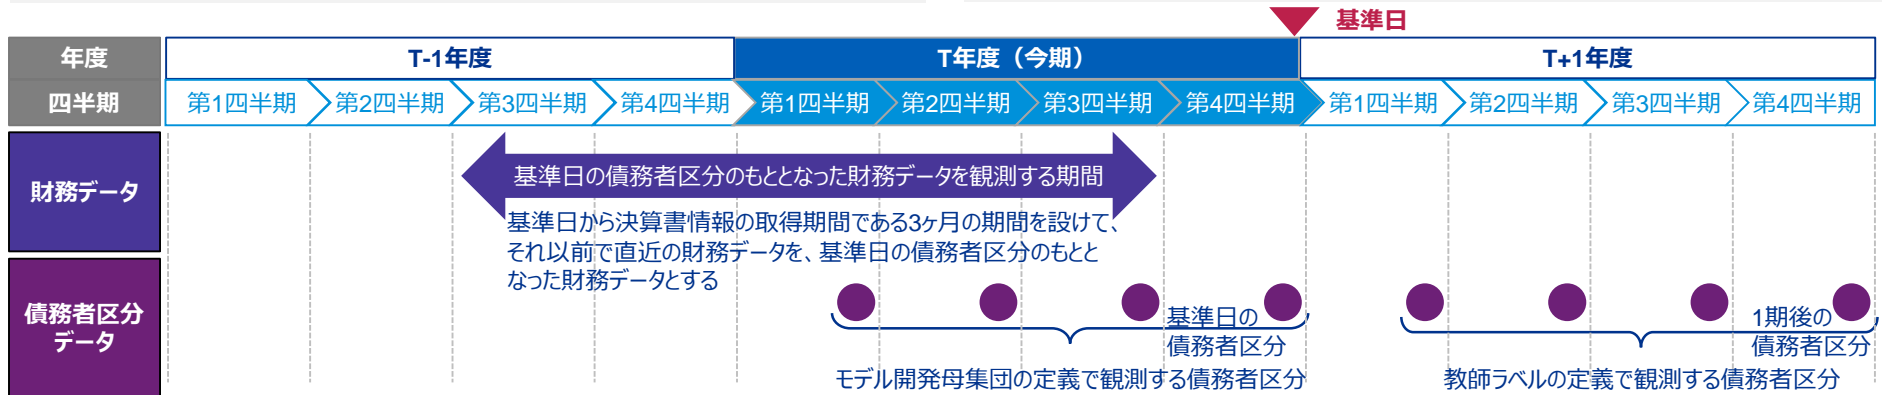 基準日
年度
T-1年度
T年度（今期）
T+1年度
四半期
第1四半期
第2四半期
第3四半期
第4四半期
第1四半期
第2四半期
第3四半期
第4四半期
第1四半期
第2四半期
第3四半期
第4四半期
財務データ
基準日の債務者区分のもととなった財務データを観測する期間
基準日から決算書情報の取得期間である3ヶ月の期間を設けて、
それ以前で直近の財務データを、基準日の債務者区分のもとと
なった財務データとする
債務者区分
データ
基準日の
債務者区分
モデル開発母集団の定義で観測する債務者区分
1期後の
債務者区分
教師ラベルの定義で観測する債務者区分